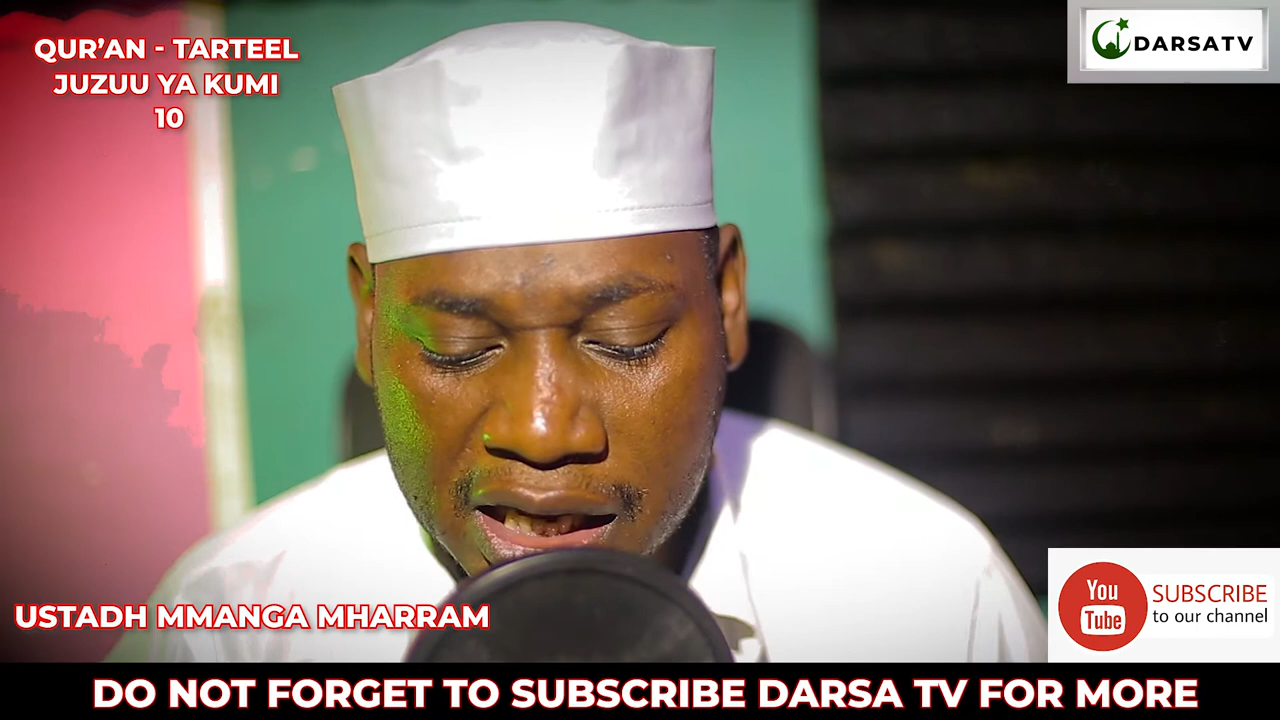 QUR'AN - TARTEEL
JUZUU YA KUMI
10
DARSATV
USTADH MMANGA MHARRAM
You
Tube
SUBSCRIBE
to our channel
DO NOT FORGET TO SUBSCRIBE DARSA TV FOR MORE